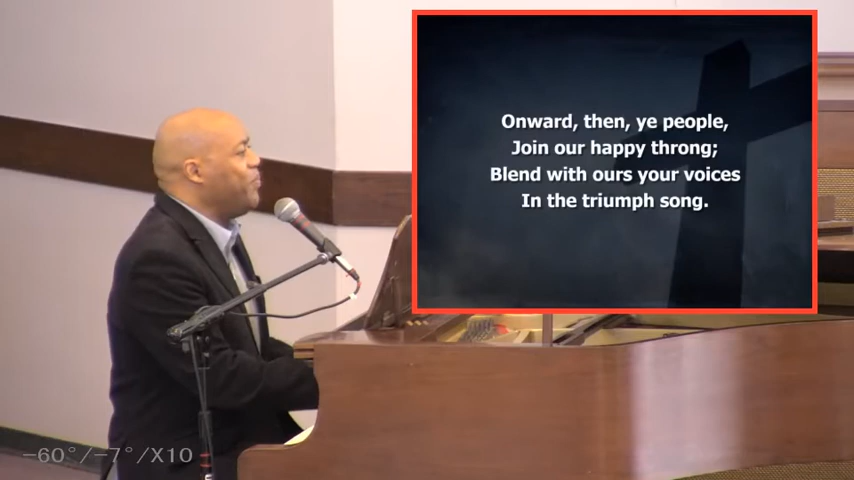 Onward, then, ye people,
Join our happy throng;
Blend with ours your voices
In the triumph song.
-60°/-7°/X10